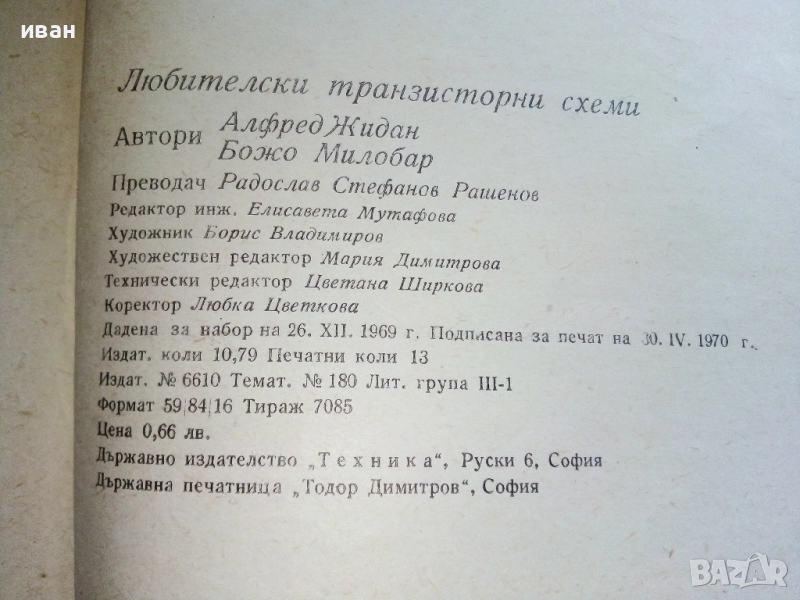 иван
Любителски транзисторни схеми
Автори Алфред Жидан
Божо Милобар
Преводач Радослав Стефанов Рашенов
Редактор инж. Елисавета Мутафова
Художник Борис Владимиров
Художествен редактор Мария Димитрова
Технически редактор Цветана Ширкова
Коректор Любка Цветкова
Дадена за набор на 26. XII. 1969 г. Подписана за печат на 30. IV. 1970 г.
Издат. коли 10,79 Печатни коли 13
Издат. № 6610 Темат. № 180 Лит. група III-1
Формат 59/84/16 Тираж 7085
Цена 0,66 лв.
Държавно издателство „Техника“, Руски 6, София
Държавна печатница „Тодор Димитров“, София
BAZAR